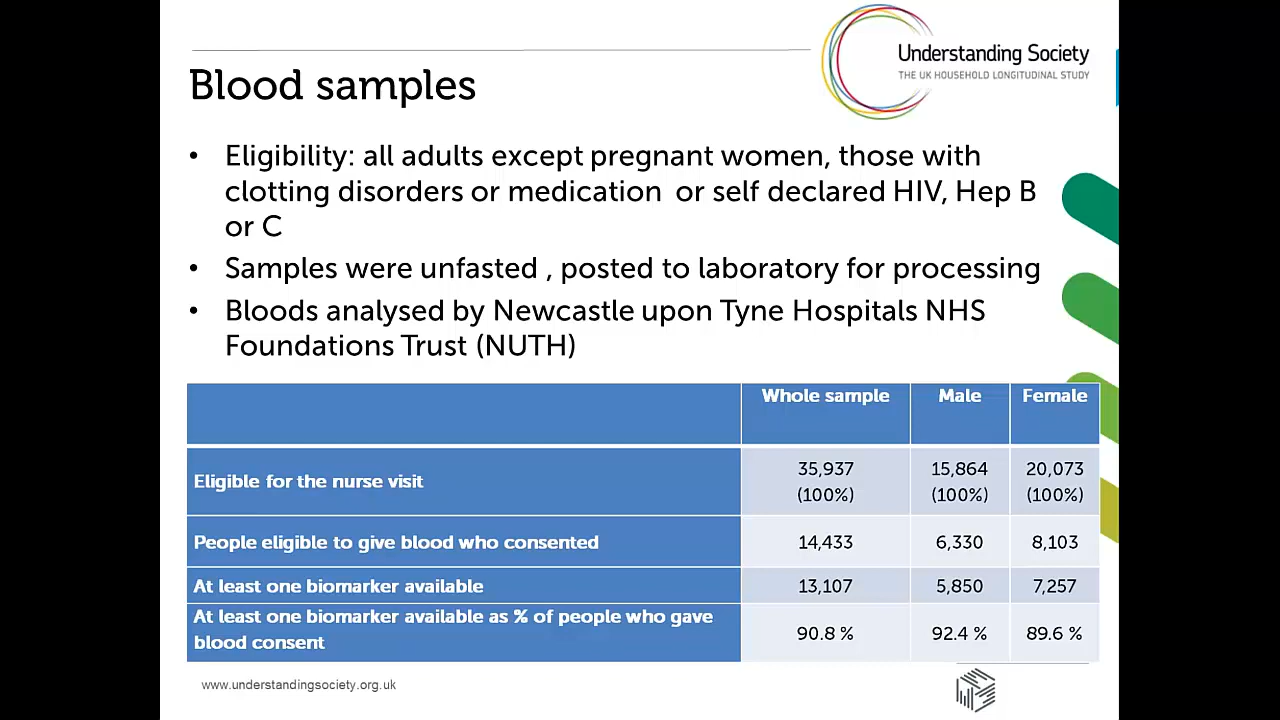 Understanding Society
THE UK HOUSEHOLD LONGITUDINAL STUDY
Blood samples
• Eligibility: all adults except pregnant women, those with
clotting disorders or medication or self declared HIV, Hep B
or C
• Samples were unfasted , posted to laboratory for processing
• Bloods analysed by Newcastle upon Tyne Hospitals NHS
Foundations Trust (NUTH)
Whole sample Male Female
Eligible for the nurse visit 35,937 (100%) 15,864 (100%) 20,073 (100%)
People eligible to give blood who consented 14,433 6,330 8,103
At least one biomarker available 13,107 5,850 7,257
At least one biomarker available as % of people who gave
blood consent 90.8 % 92.4 % 89.6 %
www.understandingsociety.org.uk